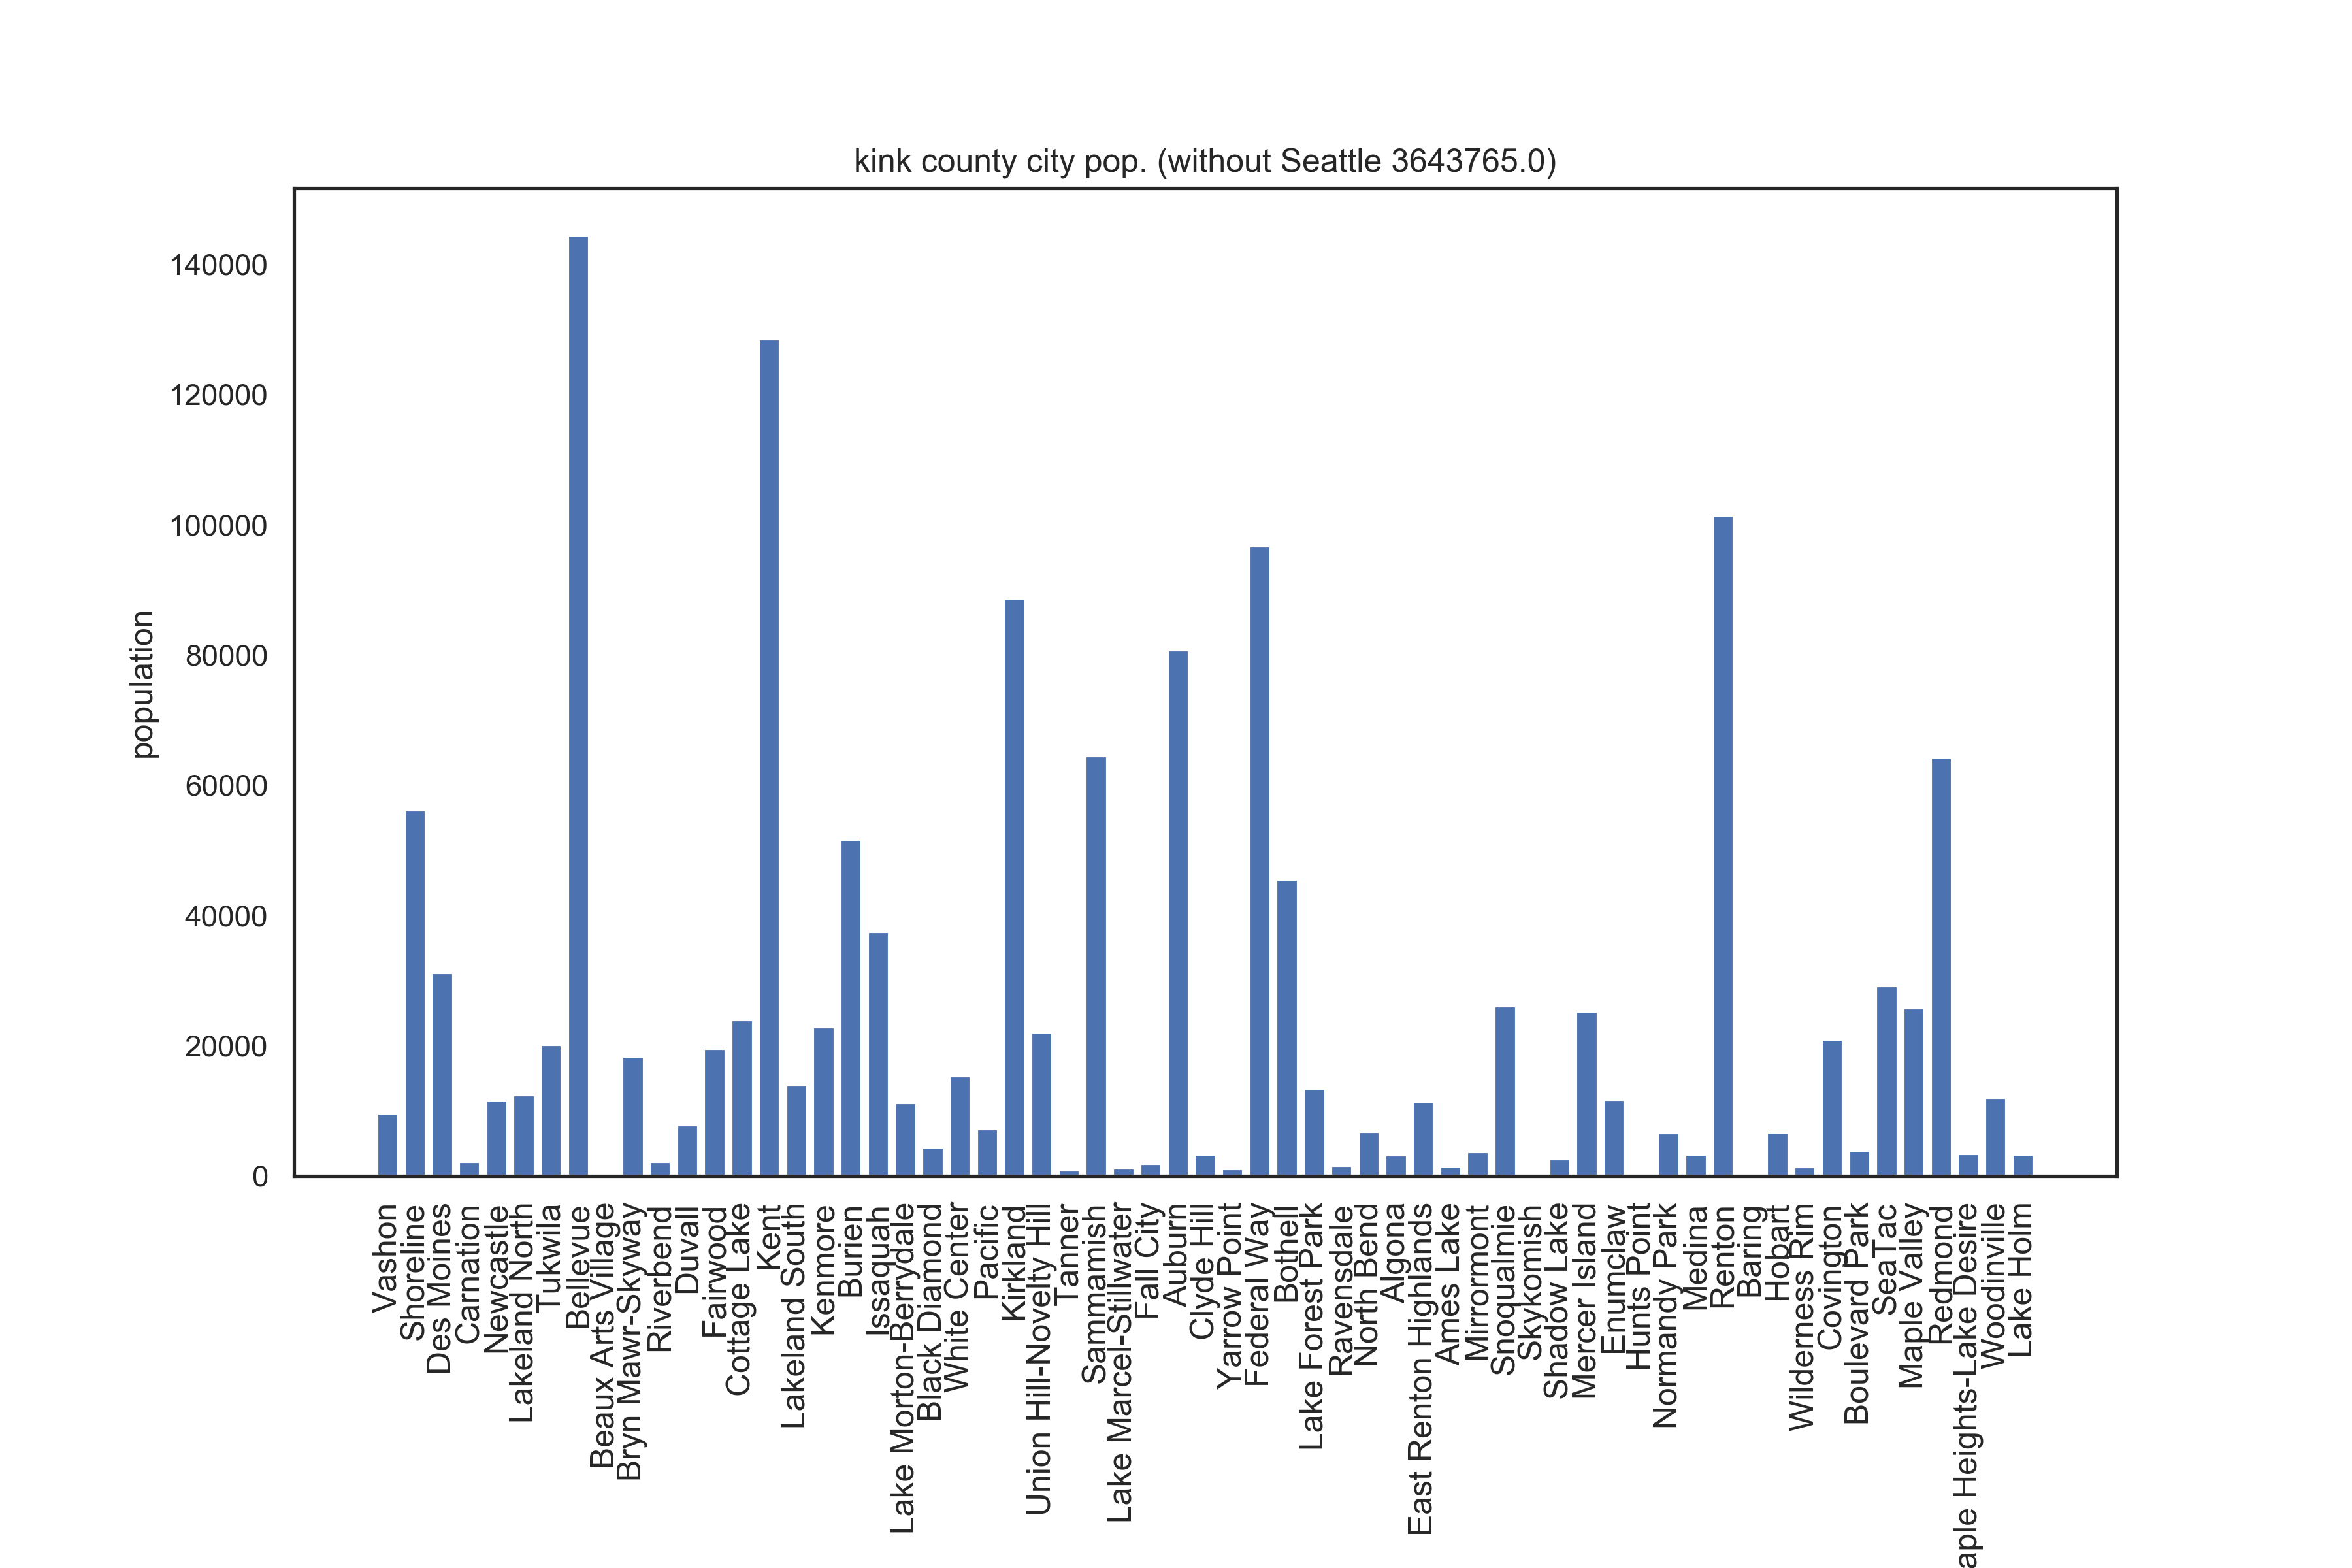 kink county city pop. (without Seattle 3643765.0)
population
140000
120000
100000
80000
60000
40000
20000
0
Vashon
Shoreline
Des Moines
Carnation
Newcastle
Lakeland North
Tukwila
Bellevue
Beaux Arts Village
Bryn Mawr-Skyway
Riverbend
Duvall
Fairwood
Cottage Lake
Kent
Lakeland South
Kenmore
Burien
Issaquah
Lake Morton-Berrydale
Black Diamond
White Center
Pacific
Kirkland
Union Hill-Novelty Hill
Tanner
Sammamish
Lake Marcel-Stillwater
Fall City
Auburn
Clyde Hill
Yarrow Point
Federal Way
Bothell
Lake Forest Park
Ravensdale
North Bend
Algona
East Renton Highlands
Ames Lake
Mirrormont
Snoqualmie
Skykomish
Shadow Lake
Mercer Island
Enumclaw
Hunts Point
Normandy Park
Medina
Renton
Baring
Hobart
Wilderness Rim
Covington
Boulevard Park
SeaTac
Maple Valley
Redmond
aple Heights-Lake Desire
Woodinville
Lake Holm